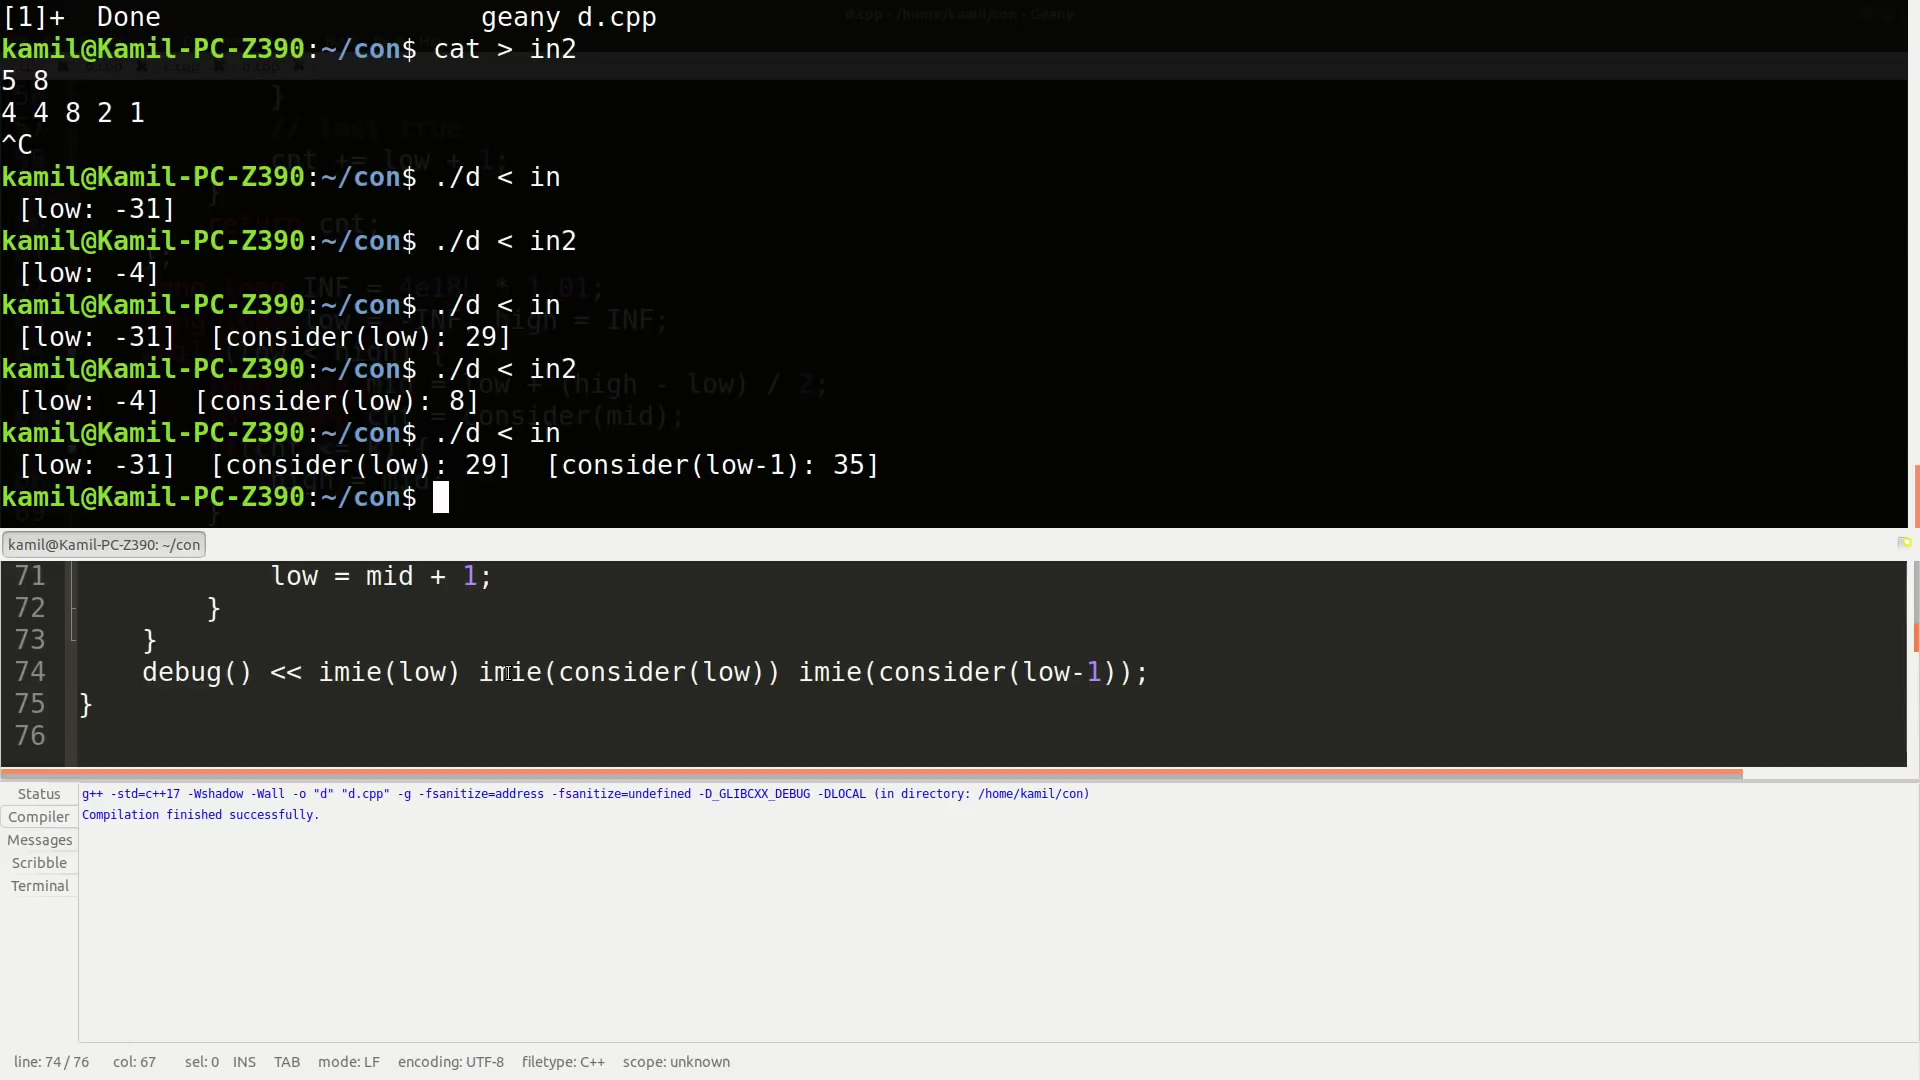 [1]+  Done                    geany d.cpp
kamil@Kamil-PC-Z390:~/con$ cat > in2
5 8
4 4 8 2 1
^C
kamil@Kamil-PC-Z390:~/con$ ./d < in
 [low: -31]
kamil@Kamil-PC-Z390:~/con$ ./d < in2
 [low: -4]
kamil@Kamil-PC-Z390:~/con$ ./d < in
 [low: -31]  [consider(low): 29]
kamil@Kamil-PC-Z390:~/con$ ./d < in2
 [low: -4]  [consider(low): 8]
kamil@Kamil-PC-Z390:~/con$ ./d < in
 [low: -31]  [consider(low): 29]  [consider(low-1): 35]
kamil@Kamil-PC-Z390:~/con$
kamil@Kamil-PC-Z390: ~/con
71 low = mid + 1;
72 }
73 }
74 debug() << imie(low) imie(consider(low)) imie(consider(low-1));
75 }
76
Status
Compiler
Messages
Scribble
Terminal
g++ -std=c++17 -Wshadow -Wall -o "d" "d.cpp" -g -fsanitize=address -fsanitize=undefined -D_GLIBCXX_DEBUG -DLOCAL (in directory: /home/kamil/con)
Compilation finished successfully.
line: 74 / 76 col: 67 sel: 0 INS TAB mode: LF encoding: UTF-8 filetype: C++ scope: unknown